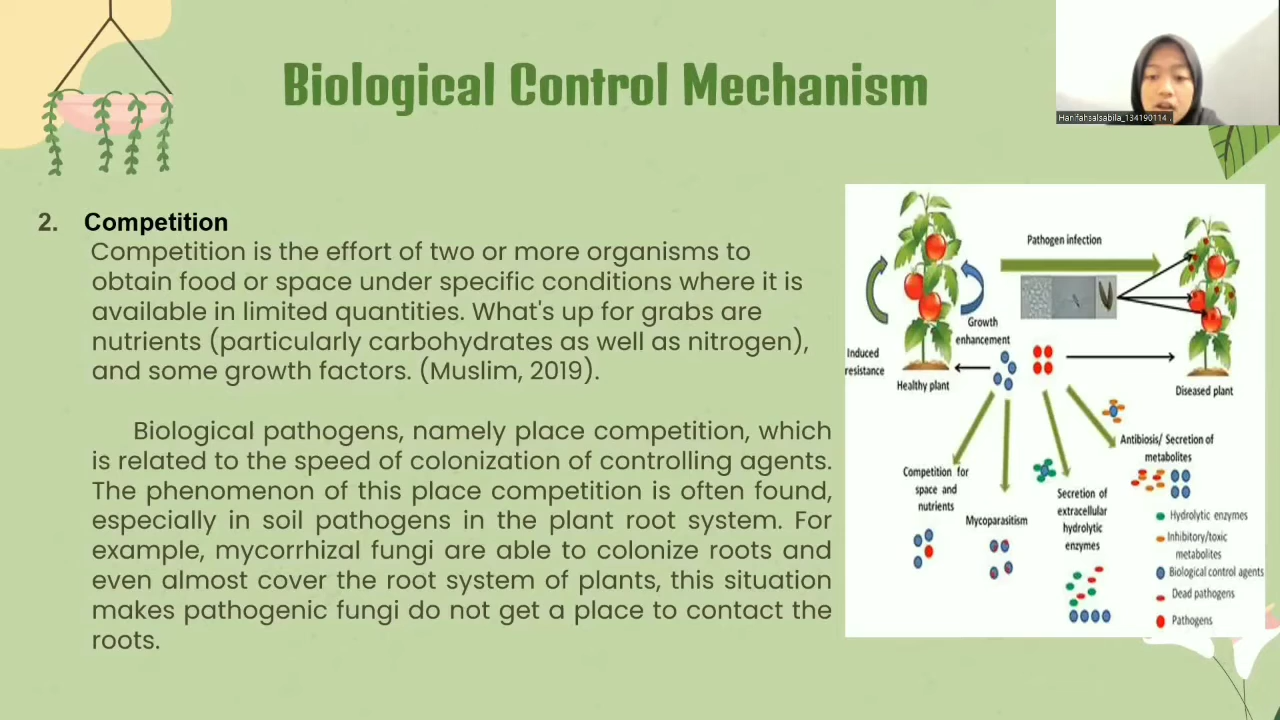 Biological Control Mechanism
Hanifahsalsabila_134190114
2. Competition
Competition is the effort of two or more organisms to
obtain food or space under specific conditions where it is
available in limited quantities. What's up for grabs are
nutrients (particularly carbohydrates as well as nitrogen),
and some growth factors. (Muslim, 2019).
Biological pathogens, namely place competition, which
is related to the speed of colonization of controlling agents.
The phenomenon of this place competition is often found,
especially in soil pathogens in the plant root system. For
example, mycorrhizal fungi are able to colonize roots and
even almost cover the root system of plants, this situation
makes pathogenic fungi do not get a place to contact the
roots.
Pathogen infection
Growth
enhancement
Induced
resistance
Healthy plant
Diseased plant
Antibiosis/ Secretion of
metabolites
Competition for
space and
nutrients
Mycoparasitism
Secretion of
extracellular
hydrolytic
enzymes
Hydrolytic enzymes
Inhibitory/toxic
metabolites
Biological control agents
Dead pathogens
Pathogens